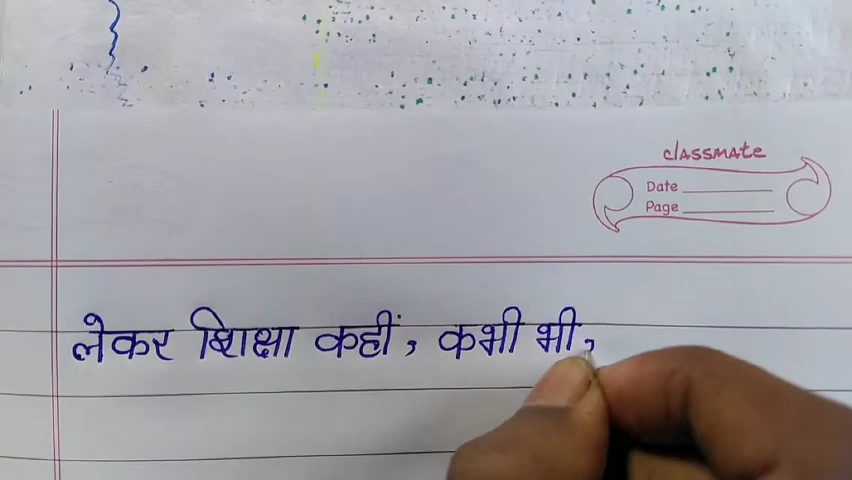 classmate
Date
Page
लेकर शिक्षा कहीं, कभी भी,